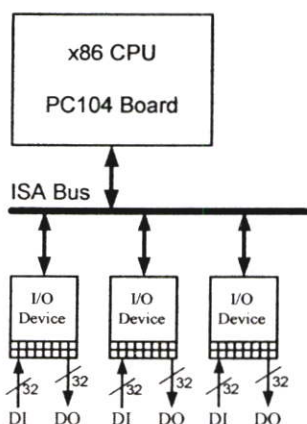 x86 CPU
PC104 Board
ISA Bus
I/O
Device
I/O
Device
I/O
Device
32
32
32
32
32
32
DI
DO
DI
DO
DI
DO